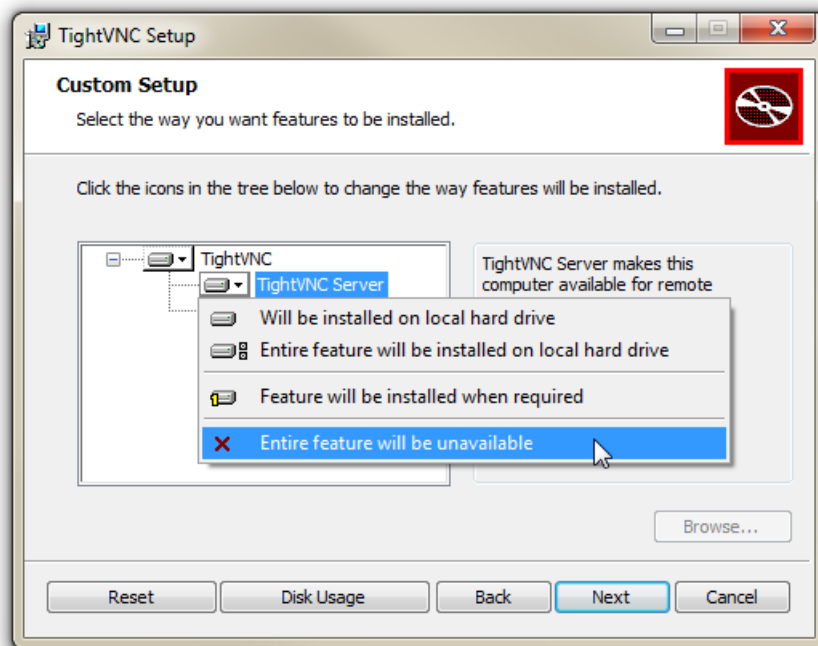 TightVNC Setup
Custom Setup
Select the way you want features to be installed.
Click the icons in the tree below to change the way features will be installed.
TightVNC
TightVNC Server
TightVNC Server makes this
computer available for remote
Will be installed on local hard drive
Entire feature will be installed on local hard drive
Feature will be installed when required
Entire feature will be unavailable
Browse...
Reset
Disk Usage
Back
Next
Cancel